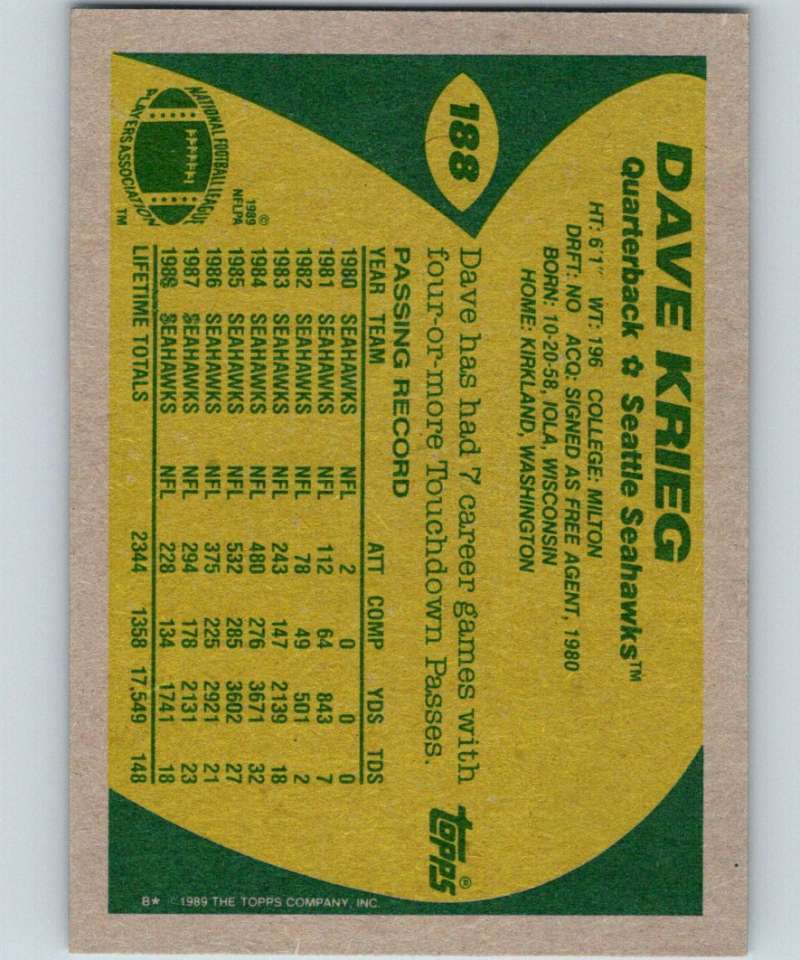 188
DAVE KRIEG
Quarterback ✩ Seattle Seahawks™
HT: 6'1" WT: 196 COLLEGE: MILTON
DRFT: NO ACQ: SIGNED AS FREE AGENT, 1980
BORN: 10-20-58, IOLA, WISCONSIN
HOME: KIRKLAND, WASHINGTON
Dave has had 7 career games with
four-or-more Touchdown Passes.
topps®
PASSING RECORD
YEAR TEAM ATT COMP YDS TDS
1980 SEAHAWKS NFL 2 0 0 0
1981 SEAHAWKS NFL 112 64 843 7
1982 SEAHAWKS NFL 78 49 501 2
1983 SEAHAWKS NFL 243 147 2139 18
1984 SEAHAWKS NFL 480 276 3671 32
1985 SEAHAWKS NFL 532 285 3602 27
1986 SEAHAWKS NFL 375 225 2921 21
1987 SEAHAWKS NFL 294 178 2131 23
1988 SEAHAWKS NFL 228 134 1741 18
LIFETIME TOTALS 2344 1358 17,549 148
NATIONAL FOOTBALL LEAGUE
PLAYERS ASSOCIATION
™
©
1989
NFLPA
B* ©1989 THE TOPPS COMPANY, INC.